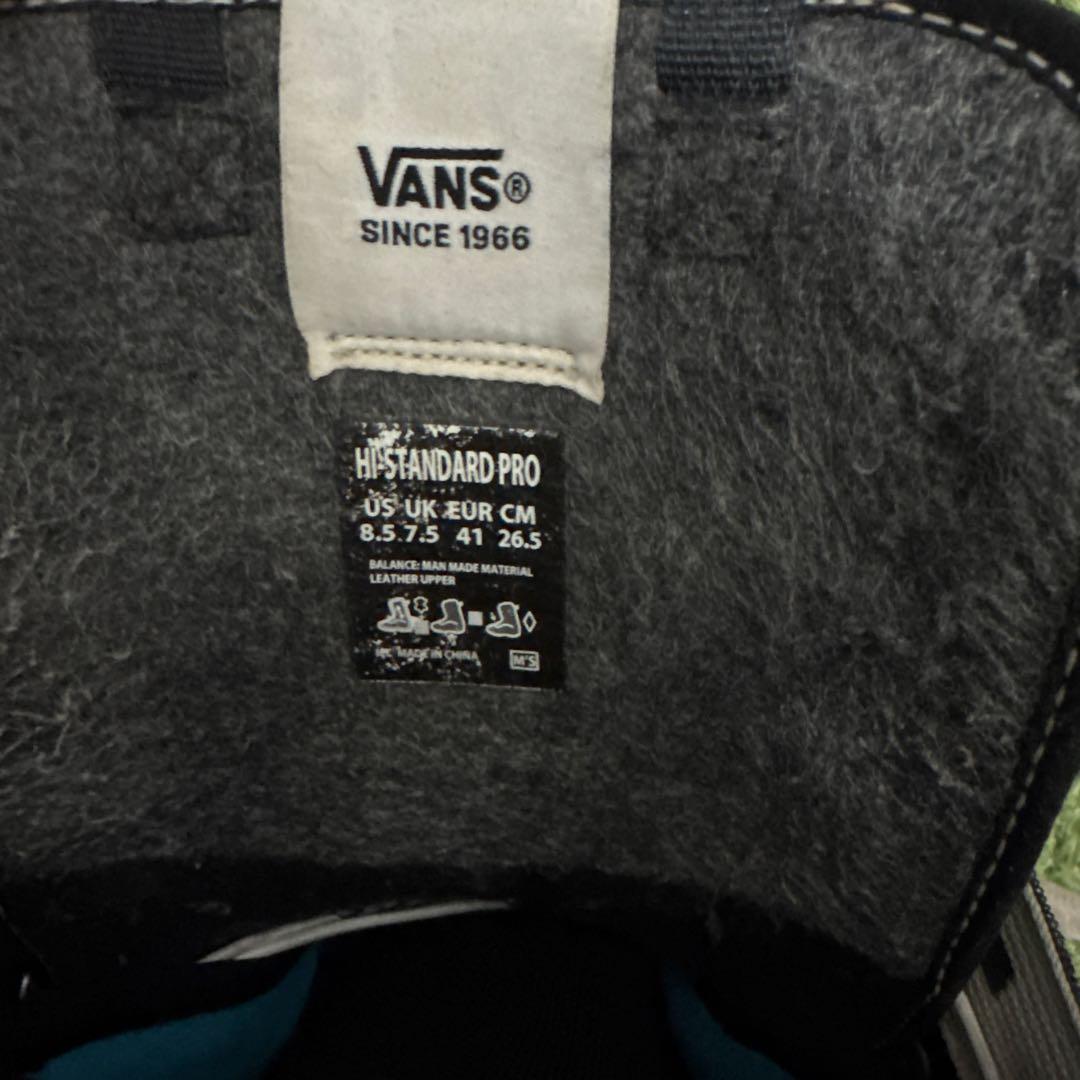 VANS®
SINCE 1966
HI-STANDARD PRO
US UK EUR CM
8.5 7.5 41 26.5
BALANCE: MAN MADE MATERIAL
LEATHER UPPER
MADE IN CHINA
M'S